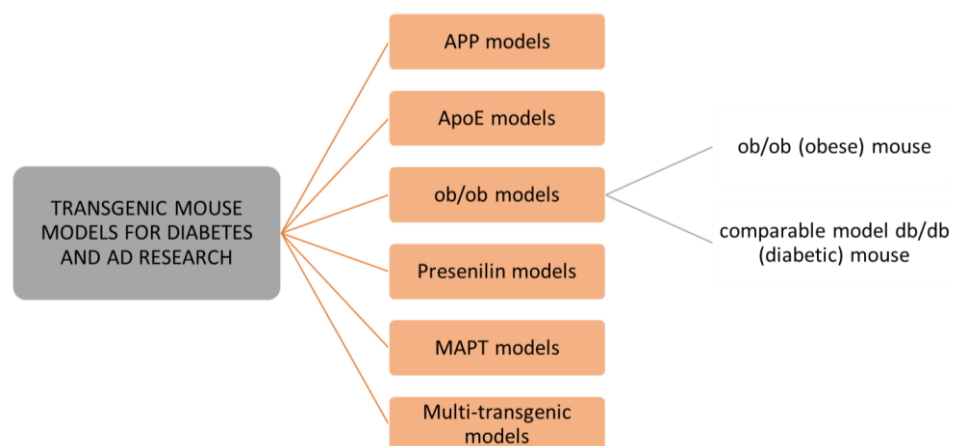 TRANSGENIC MOUSE
MODELS FOR DIABETES
AND AD RESEARCH
APP models
ApoE models
ob/ob models
Presenilin models
MAPT models
Multi-transgenic
models
ob/ob (obese) mouse
comparable model db/db
(diabetic) mouse